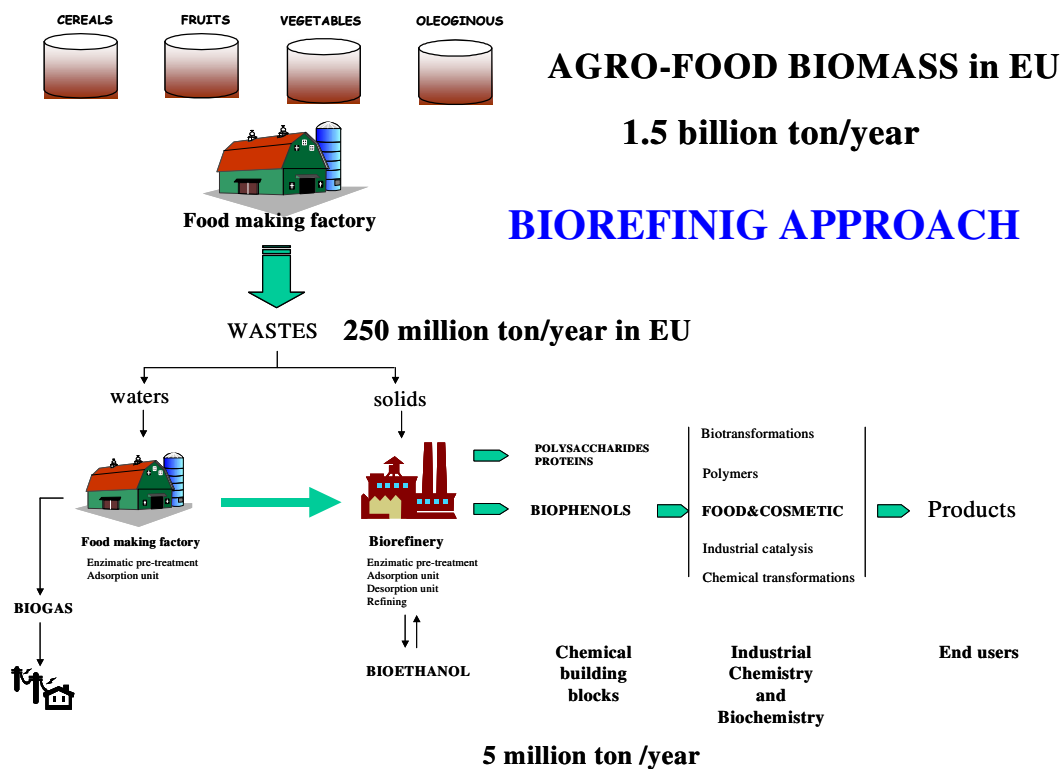 CEREALS
FRUITS
VEGETABLES
OLEOGINOUS
AGRO-FOOD BIOMASS in EU
1.5 billion ton/year
Food making factory
BIOREFINIG APPROACH
WASTES
250 million ton/year in EU
waters
solids
Food making factory
Enzimatic pre-treatment
Adsorption unit
BIOGAS
Biorefinery
Enzimatic pre-treatment
Adsorption unit
Desorption unit
Refining
BIOETHANOL
POLYSACCHARIDES
PROTEINS
BIOPHENOLS
Biotransformations
Polymers
FOOD&COSMETIC
Industrial catalysis
Chemical transformations
Products
Chemical
building
blocks
Industrial
Chemistry
and
Biochemistry
End users
5 million ton /year